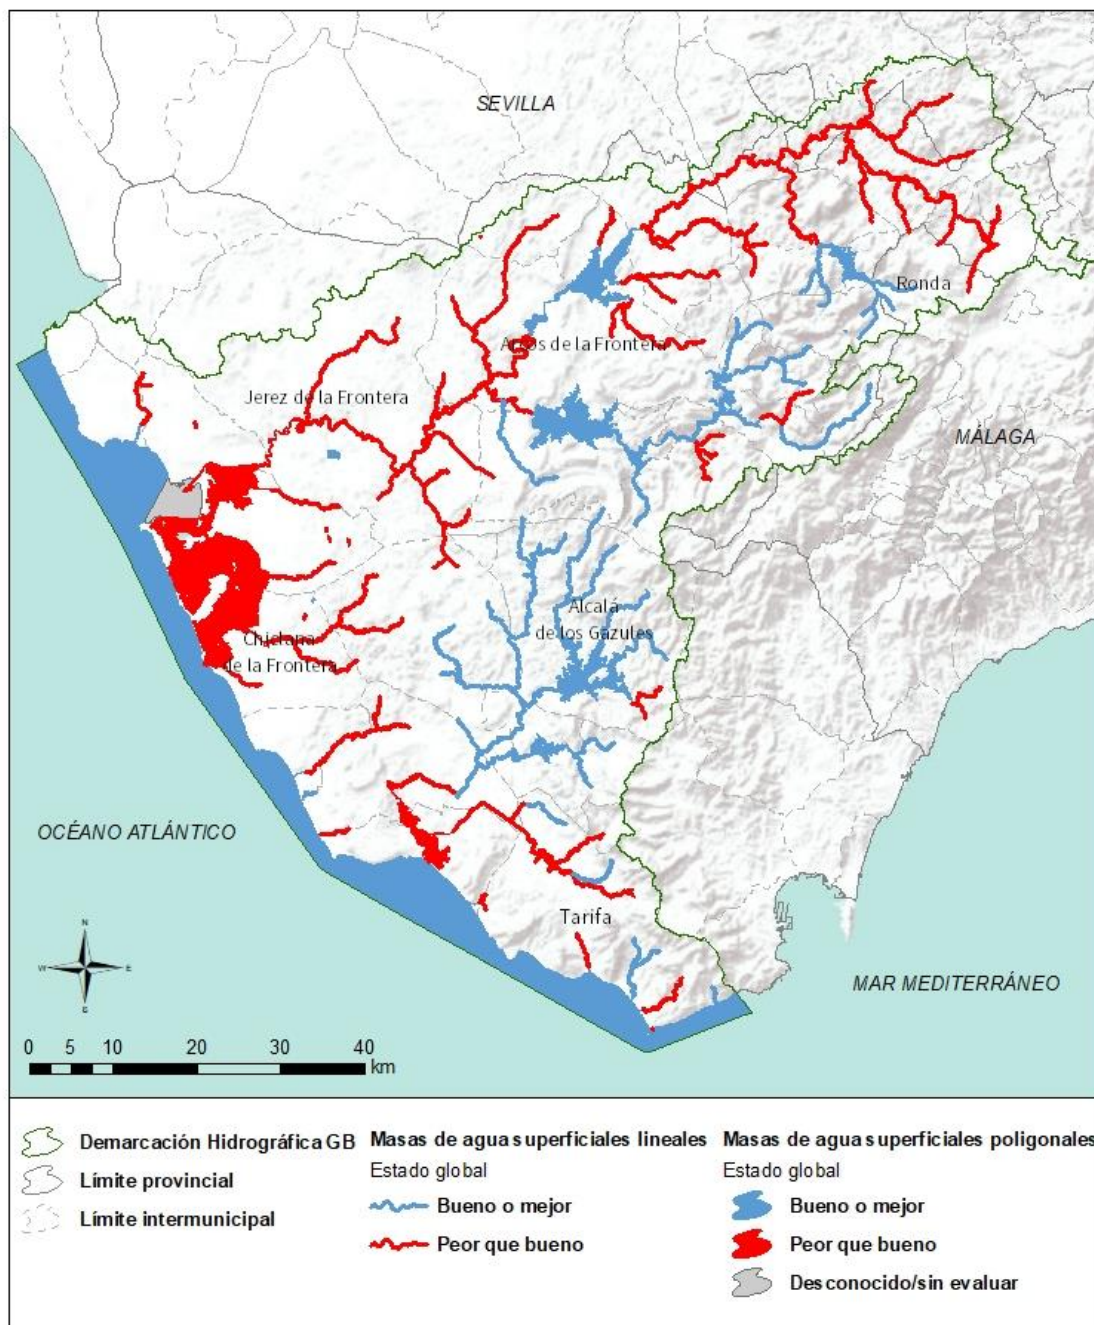 SEVILLA
Ronda
Arcos de la Frontera
Jerez de la Frontera
MÁLAGA
Alcalá
de los Gazules
Chiclana
de la Frontera
OCÉANO ATLÁNTICO
Tarifa
N
W
E
S
MAR MEDITERRÁNEO
0 5 10 20 30 40
km
Demarcación Hidrográfica GB
Límite provincial
Límite intermunicipal
Masas de agua superficiales lineales
Estado global
Bueno o mejor
Peor que bueno
Masas de agua superficiales poligonales
Estado global
Bueno o mejor
Peor que bueno
Desconocido/sin evaluar